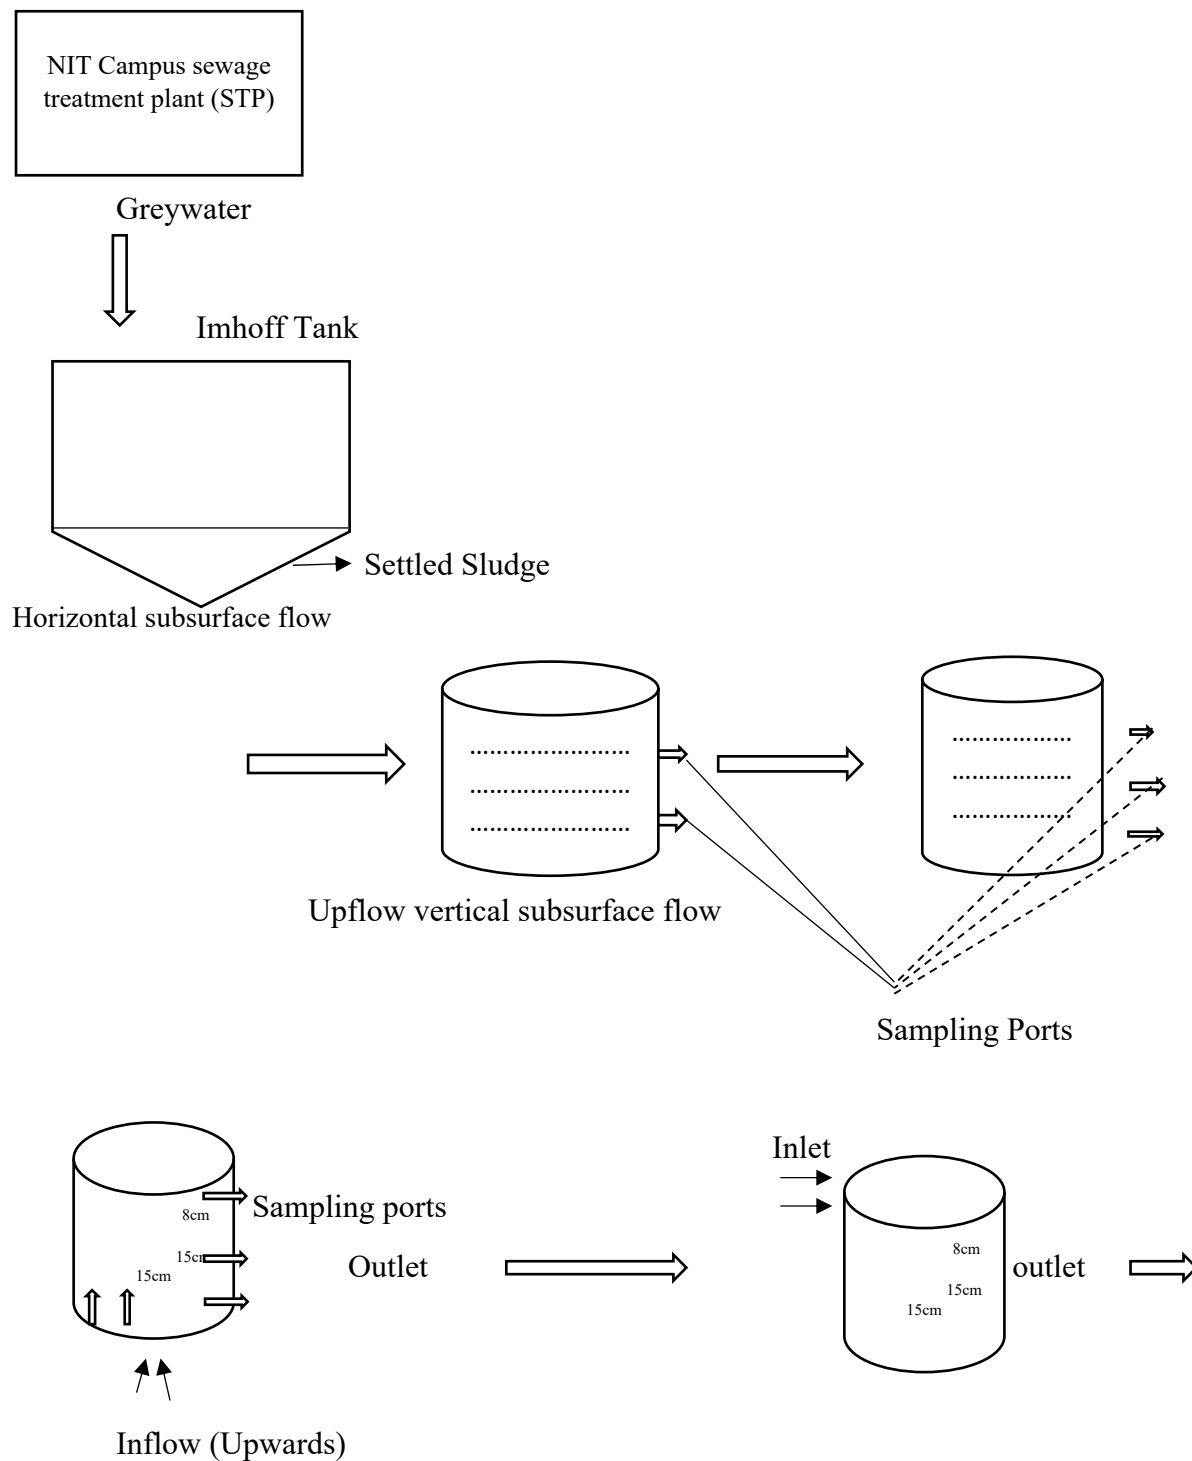 NIT Campus sewage
treatment plant (STP)
Greywater
Imhoff Tank
Settled Sludge
Horizontal subsurface flow
Upflow vertical subsurface flow
Sampling Ports
8cm
15cm
15cm
Sampling ports
Outlet
Inflow (Upwards)
Inlet
8cm
15cm
15cm
outlet